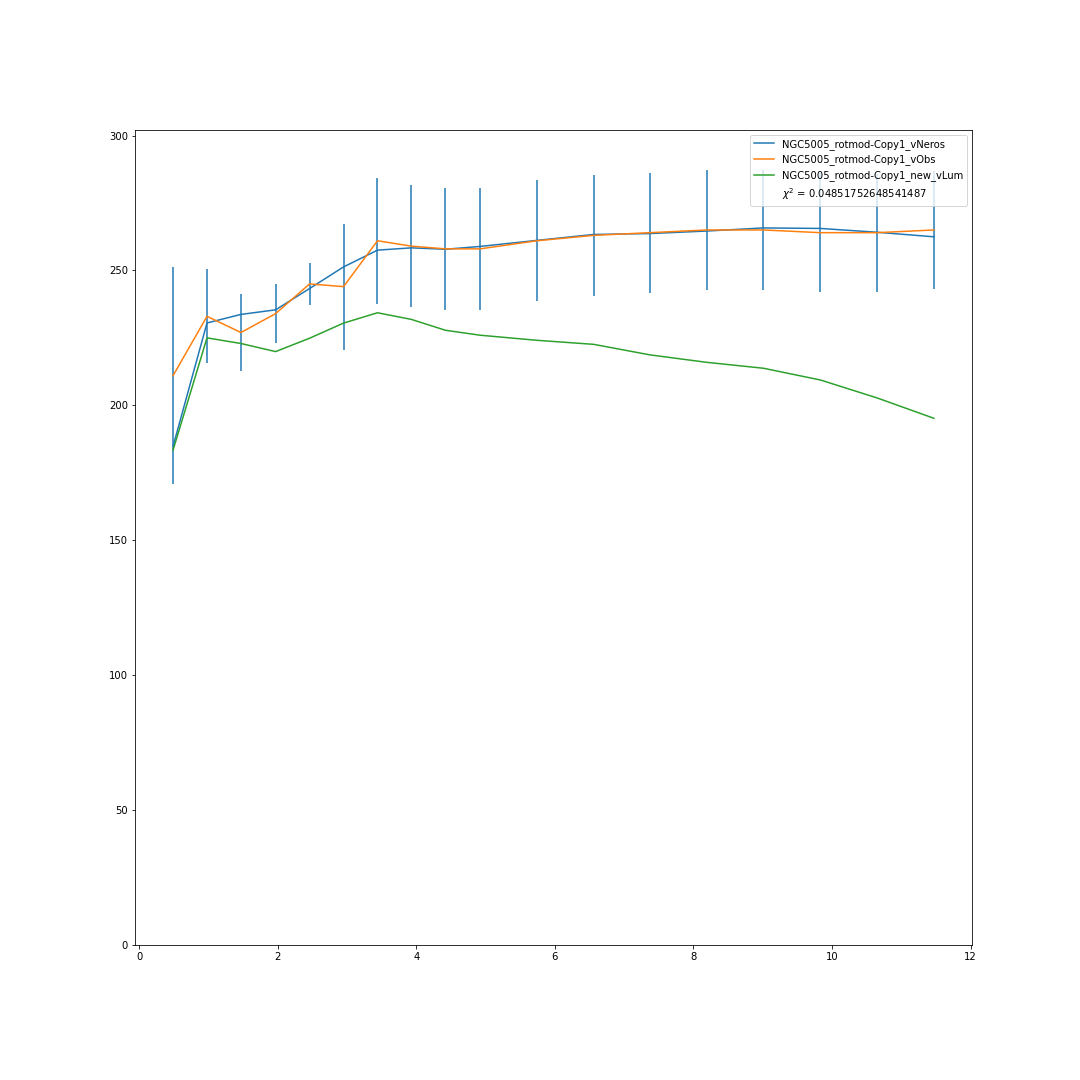 300
250
200
150
100
50
0
0 2 4 6 8 10 12
NGC5005_rotmod-Copy1_vNeros
NGC5005_rotmod-Copy1_vObs
NGC5005_rotmod-Copy1_new_vLum
χ² = 0.04851752648541487